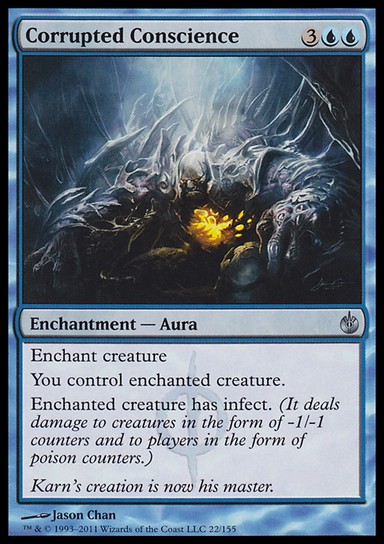 Corrupted Conscience 3
Enchantment — Aura
Enchant creature
You control enchanted creature.
Enchanted creature has infect. (It deals
damage to creatures in the form of -1/-1
counters and to players in the form of
poison counters.)
Karn's creation is now his master.
Jason Chan
™ & © 1993–2011 Wizards of the Coast LLC 22/155